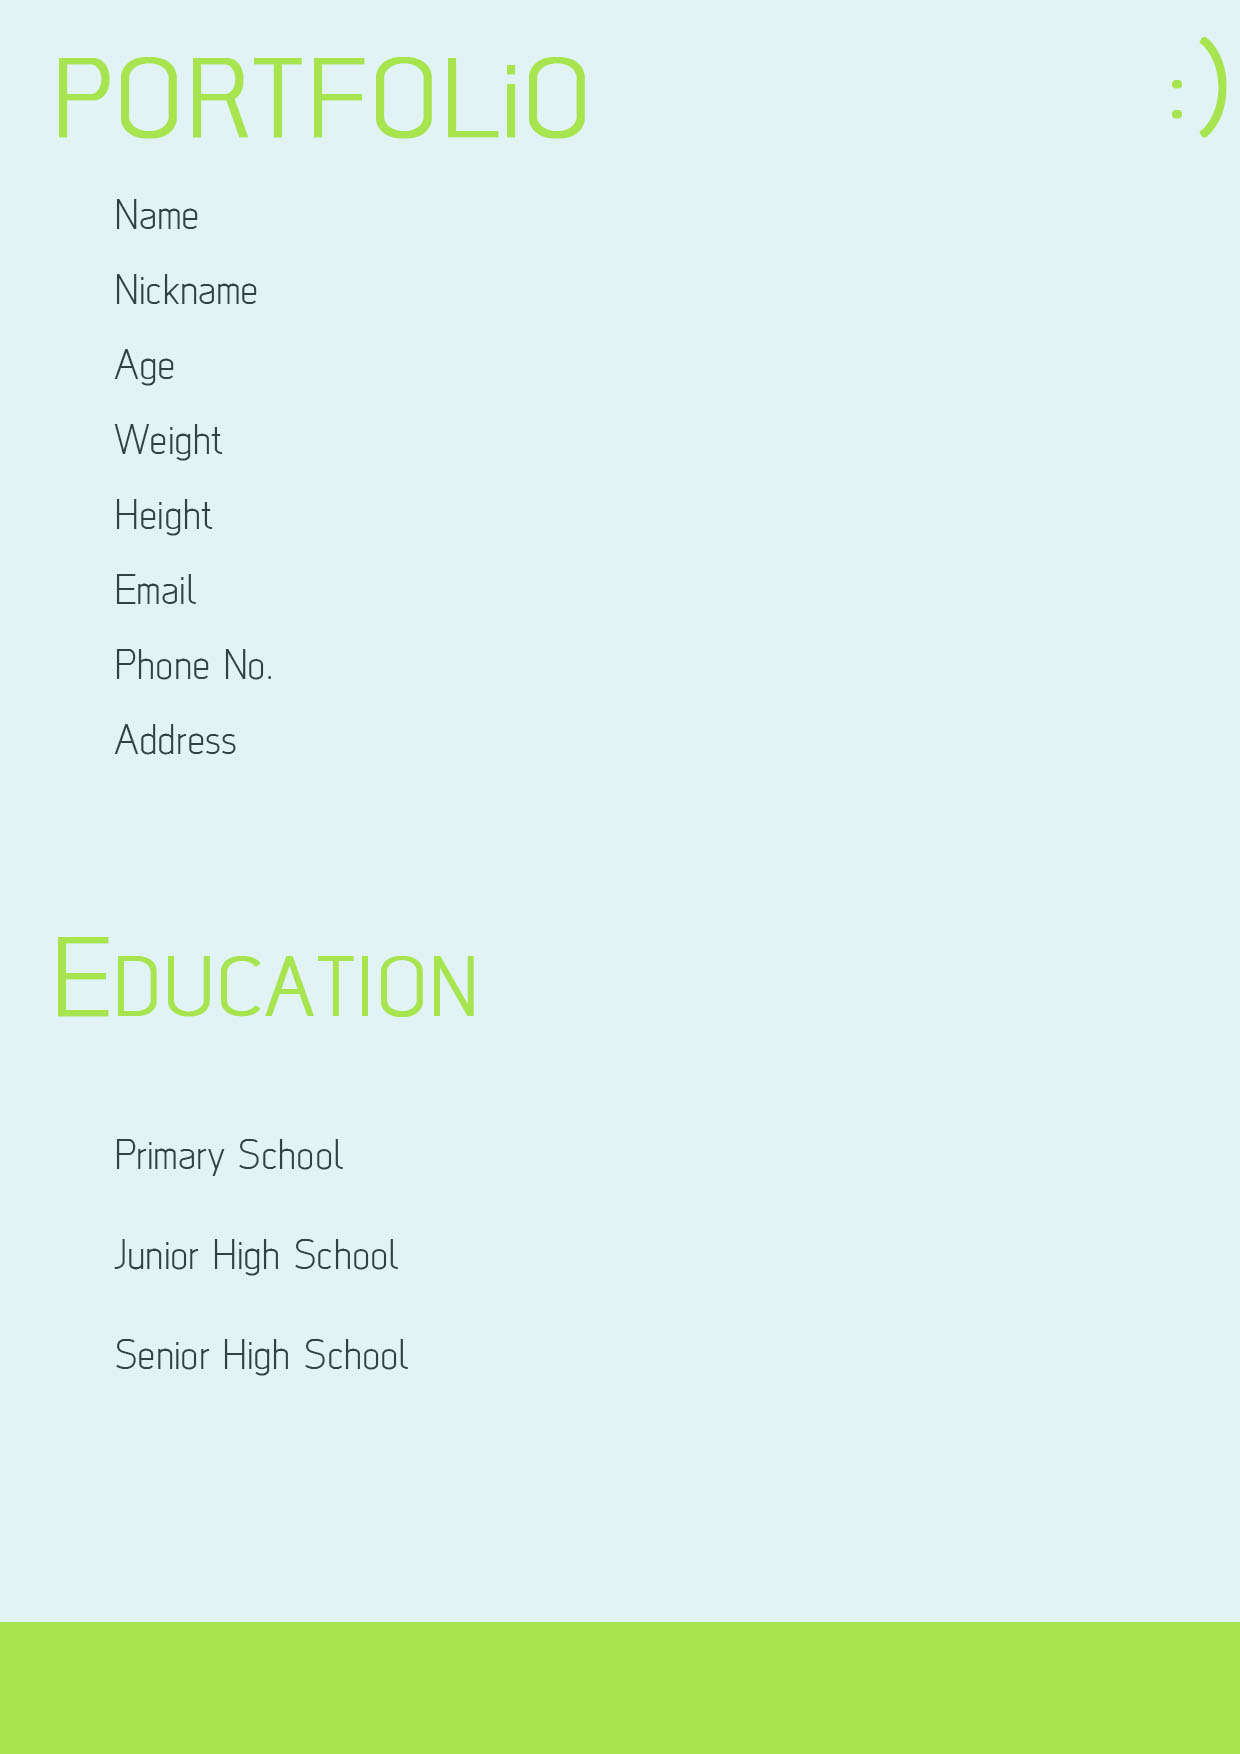 PORTFOLiO :)
Name
Nickname
Age
Weight
Height
Email
Phone No.
Address
EDUCATION
Primary School
Junior High School
Senior High School